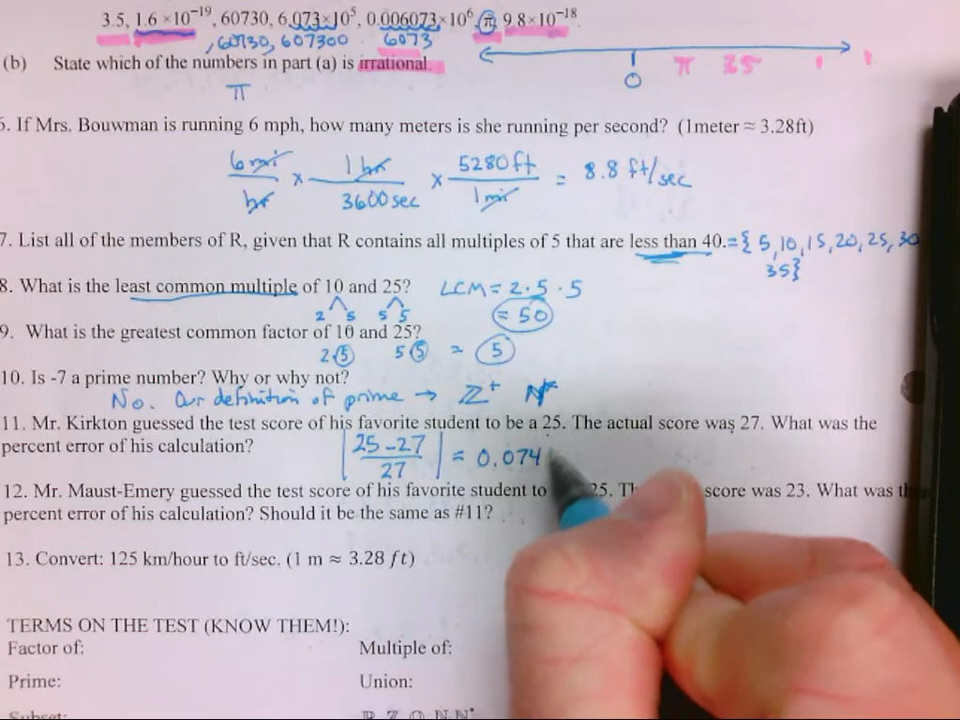 3.5, 1.6 ×10⁻¹⁹, 60730, 6.073×10⁵, 0.006073×10⁶, π, 9.8×10⁻¹⁸
, 60730, 607300 6073
(b) State which of the numbers in part (a) is irrational.
0 π 25
π
6. If Mrs. Bouwman is running 6 mph, how many meters is she running per second? (1meter ≈ 3.28ft)
6 mi/hr × 1 hr/3600 sec × 5280 ft/1 mi = 8.8 ft/sec
7. List all of the members of R, given that R contains all multiples of 5 that are less than 40. = { 5, 10, 15, 20, 25, 30
35}
8. What is the least common multiple of 10 and 25? LCM = 2·5·5
2 5 5 5 = 50
9. What is the greatest common factor of 10 and 25?
2 5 5 5 = 5
10. Is -7 a prime number? Why or why not?
No. Our definition of prime → Z⁺ N*
11. Mr. Kirkton guessed the test score of his favorite student to be a 25. The actual score was 27. What was the
percent error of his calculation? |25-27/27| = 0.074
12. Mr. Maust-Emery guessed the test score of his favorite student to 25. score was 23. What was the
percent error of his calculation? Should it be the same as #11?
13. Convert: 125 km/hour to ft/sec. (1 m ≈ 3.28 ft)
TERMS ON THE TEST (KNOW THEM!):
Factor of: Multiple of:
Prime: Union:
Subset: ℝ, ℤ, ℚ, ℕ, ℕ*